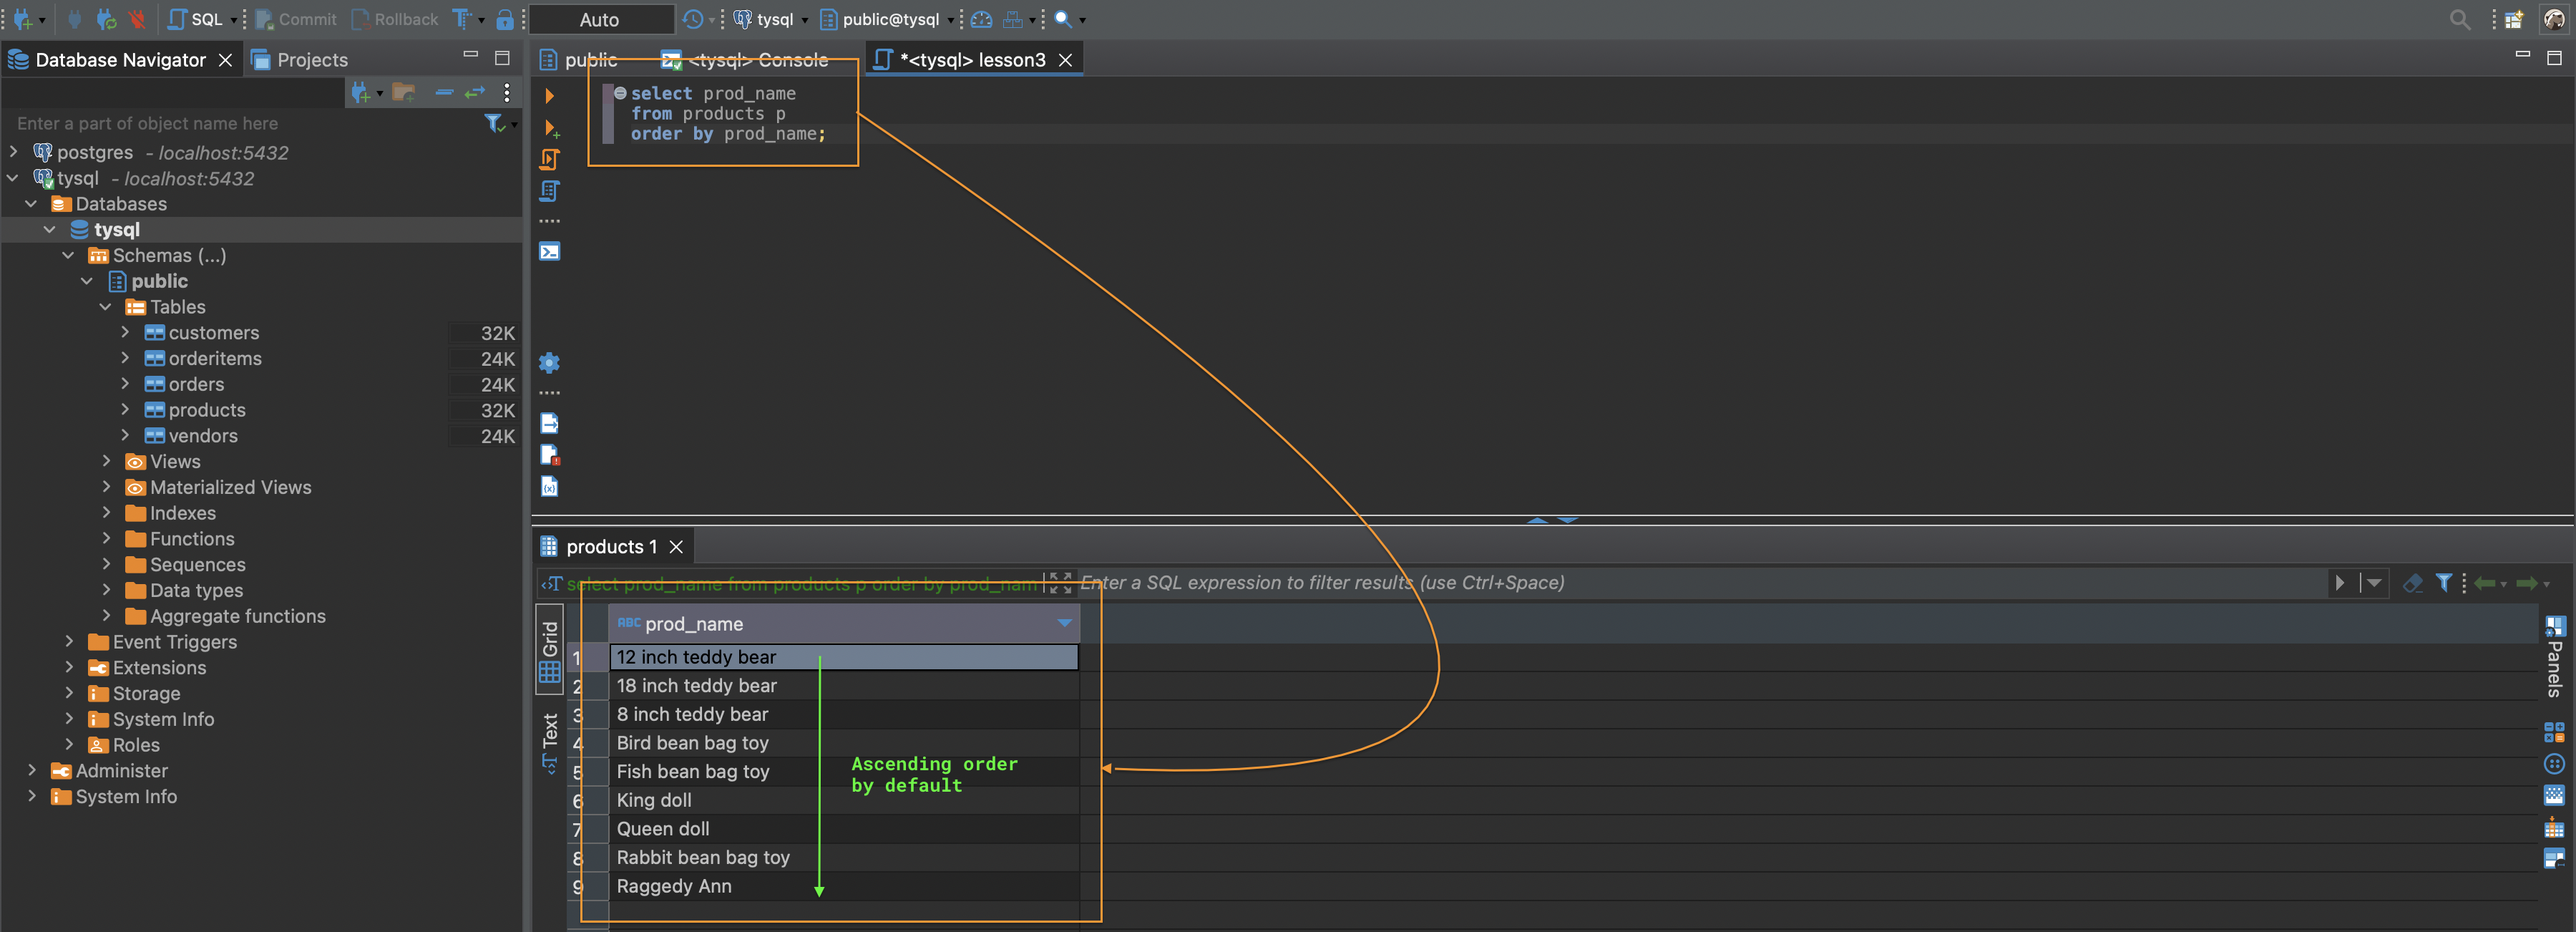 SQL
Commit
Rollback
Auto
tysql
public@tysql
Database Navigator
Projects
Enter a part of object name here
postgres - localhost:5432
tysql - localhost:5432
Databases
tysql
Schemas (...)
public
Tables
customers 32K
orderitems 24K
orders 24K
products 32K
vendors 24K
Views
Materialized Views
Indexes
Functions
Sequences
Data types
Aggregate functions
Event Triggers
Extensions
Storage
System Info
Roles
Administer
System Info
public
<tysql> Console
*<tysql> lesson3
select prod_name
from products p
order by prod_name;
products 1
select prod_name from products p order by prod_nam
Enter a SQL expression to filter results (use Ctrl+Space)
Grid
Text
ABC prod_name
1 12 inch teddy bear
2 18 inch teddy bear
3 8 inch teddy bear
4 Bird bean bag toy
5 Fish bean bag toy
6 King doll
7 Queen doll
8 Rabbit bean bag toy
9 Raggedy Ann
Ascending order
by default
Panels